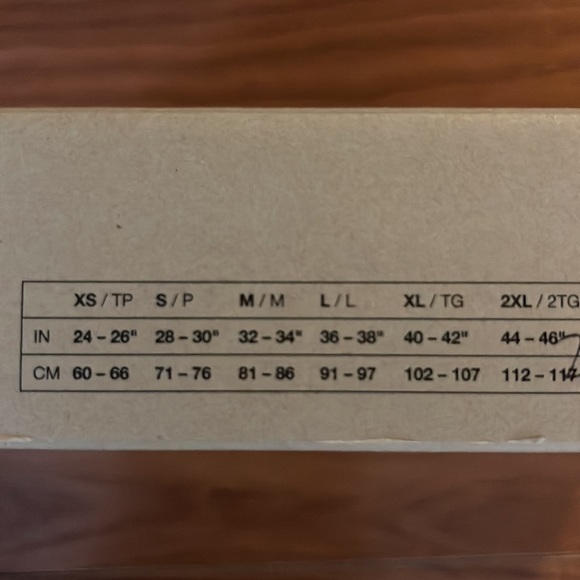 XS / TP S / P M / M L / L XL / TG 2XL / 2TG
IN 24 – 26" 28 – 30" 32 – 34" 36 – 38" 40 – 42" 44 – 46"
CM 60 – 66 71 – 76 81 – 86 91 – 97 102 – 107 112 – 117